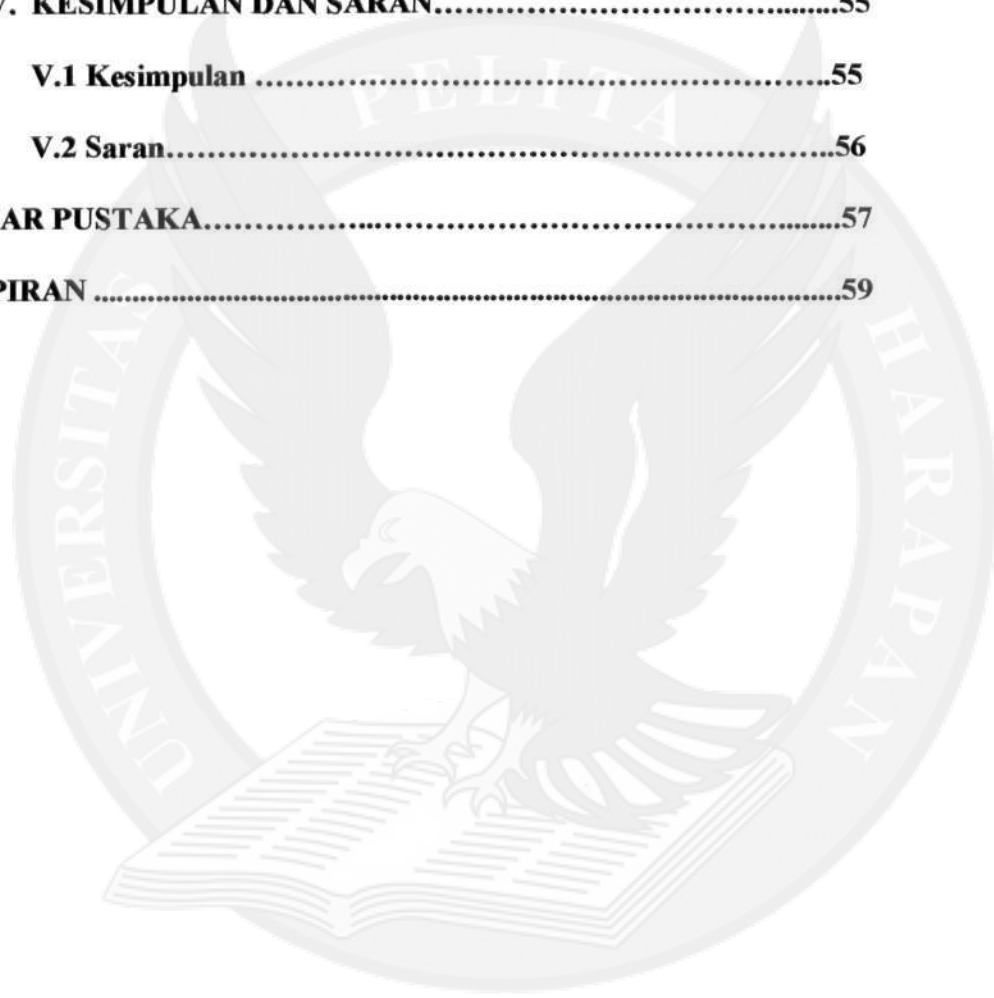 V. KESIMPULAN DAN SARAN.......................................................55
V.1 Kesimpulan .......................................................55
V.2 Saran.......................................................56
AR PUSTAKA.......................................................57
PIRAN .......................................................59
UNIVERSITAS PELITA HARAPAN